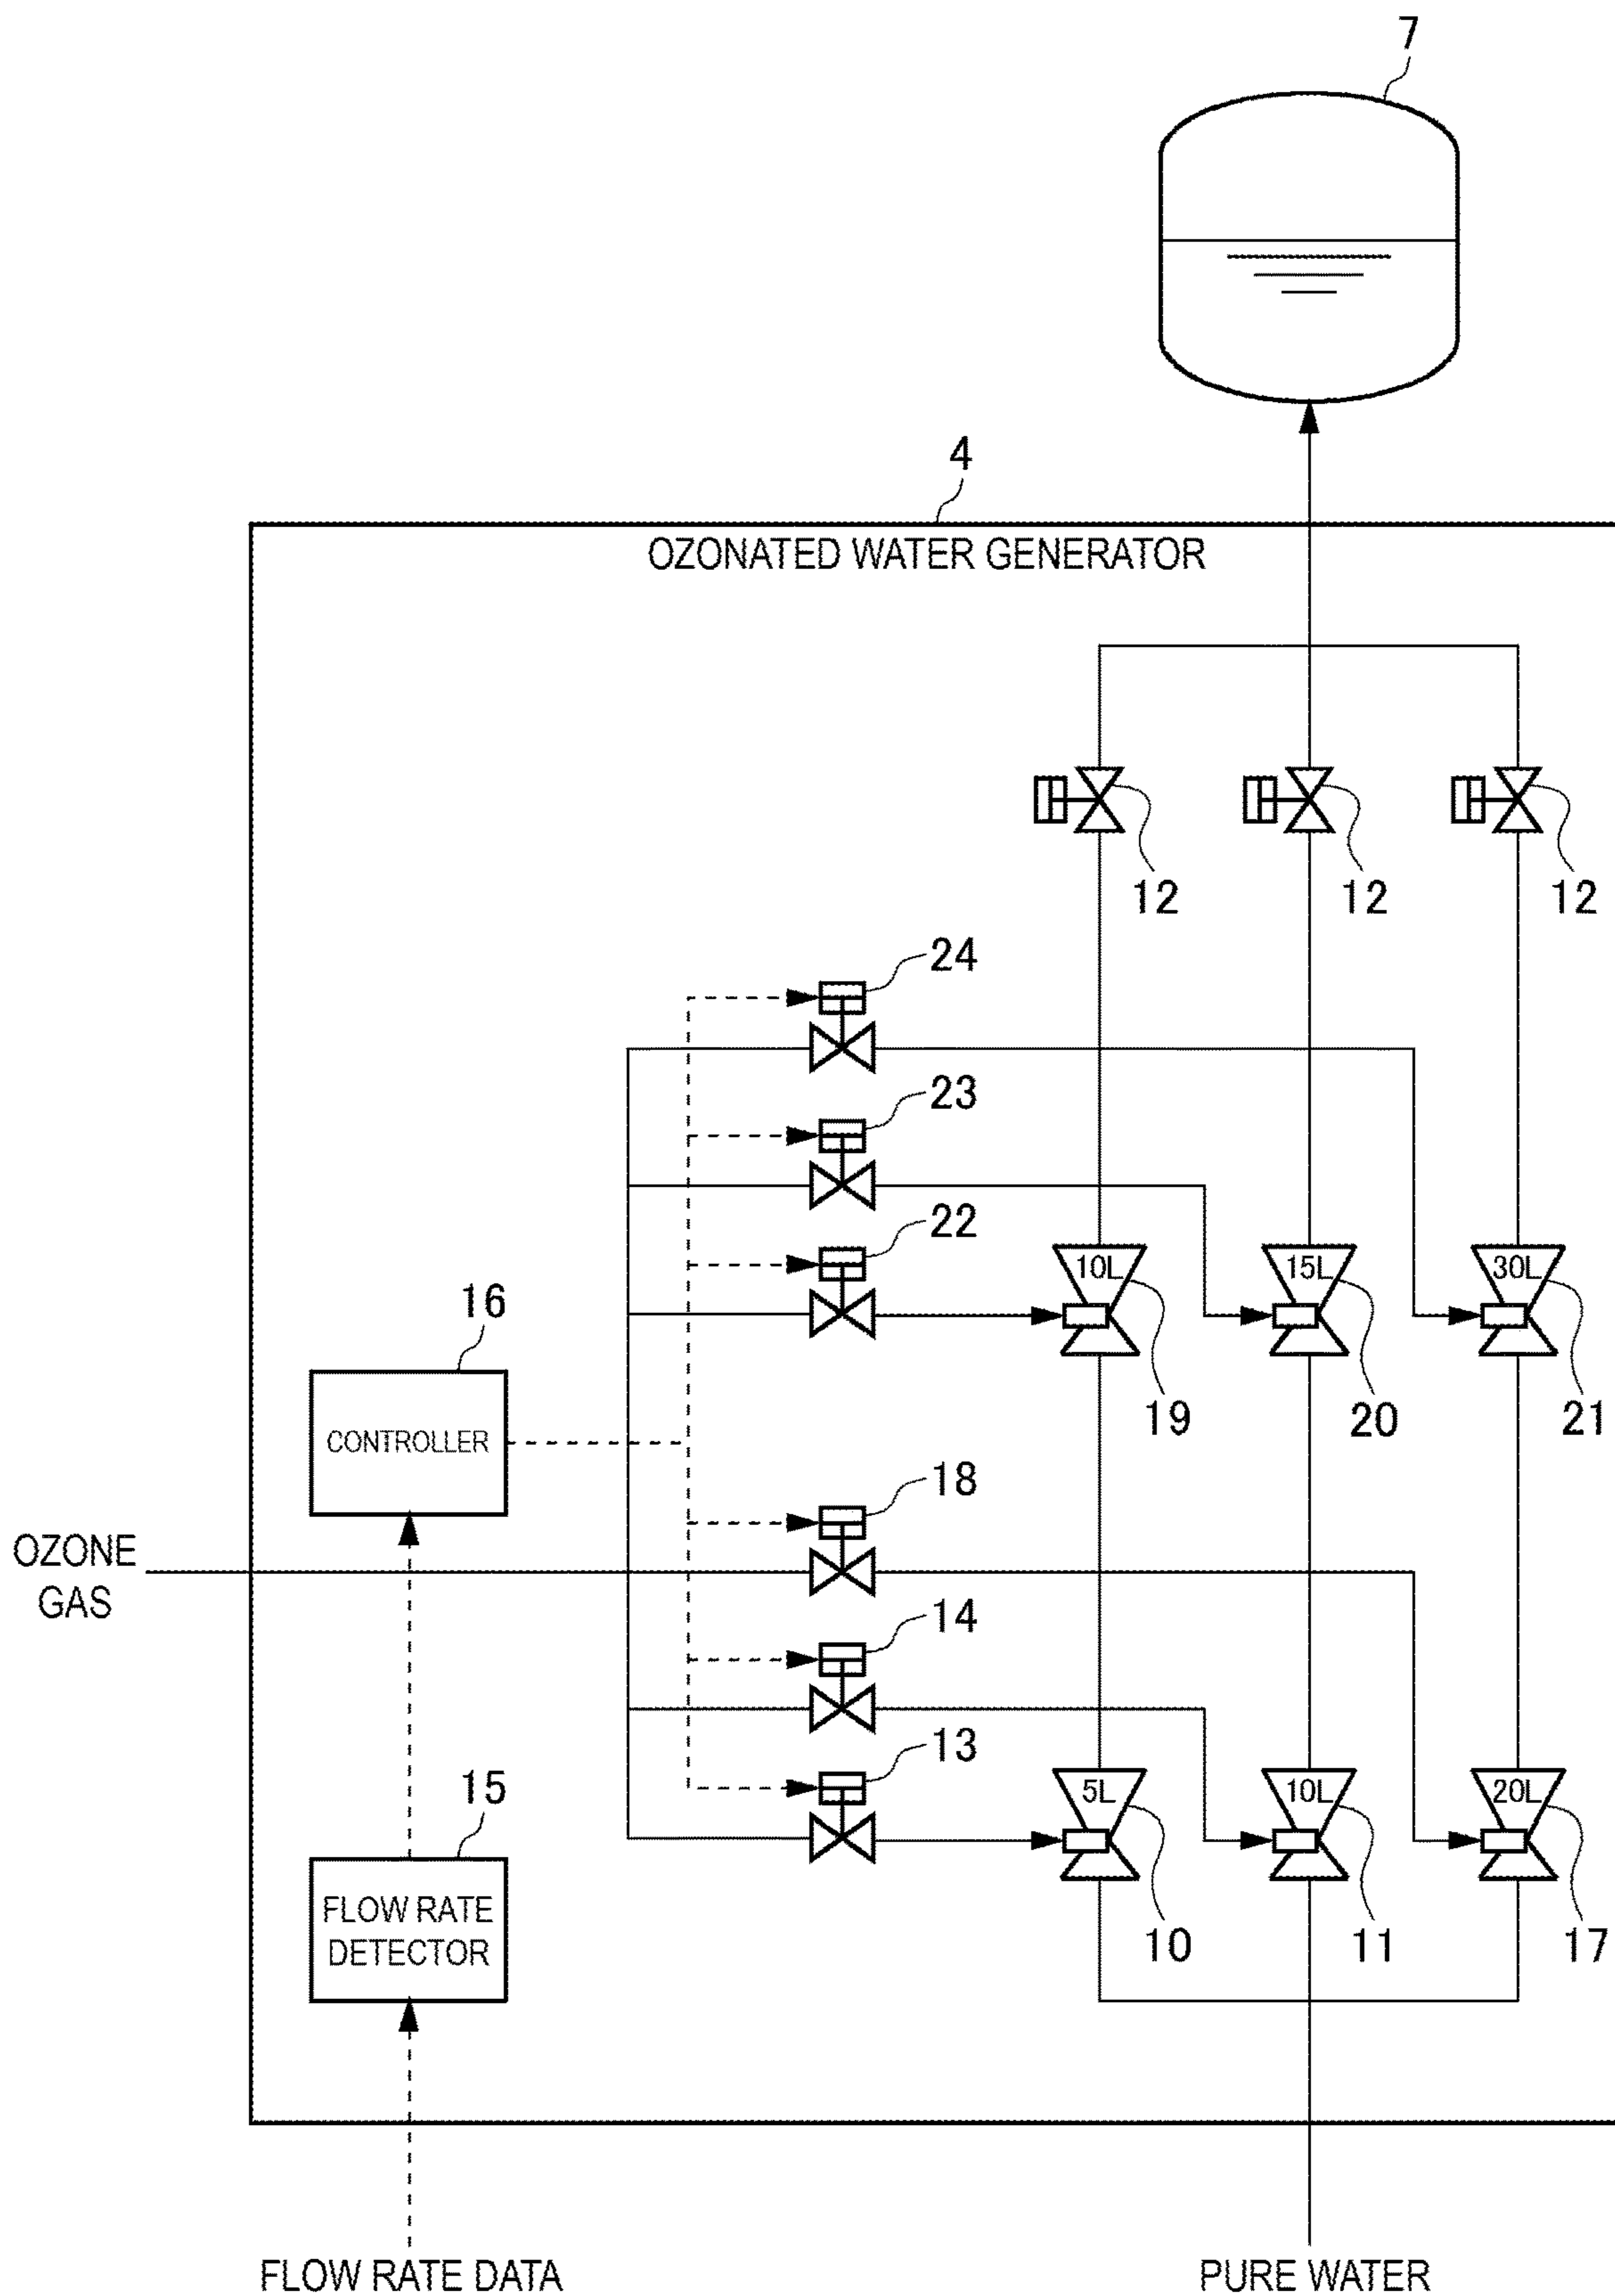 7
4
OZONATED WATER GENERATOR
12 12 12
24
23
22
10L 15L 30L
16
19 20 21
CONTROLLER
18
OZONE
GAS
14
13
15
5L 10L 20L
FLOW RATE
DETECTOR
10 11 17
FLOW RATE DATA
PURE WATER